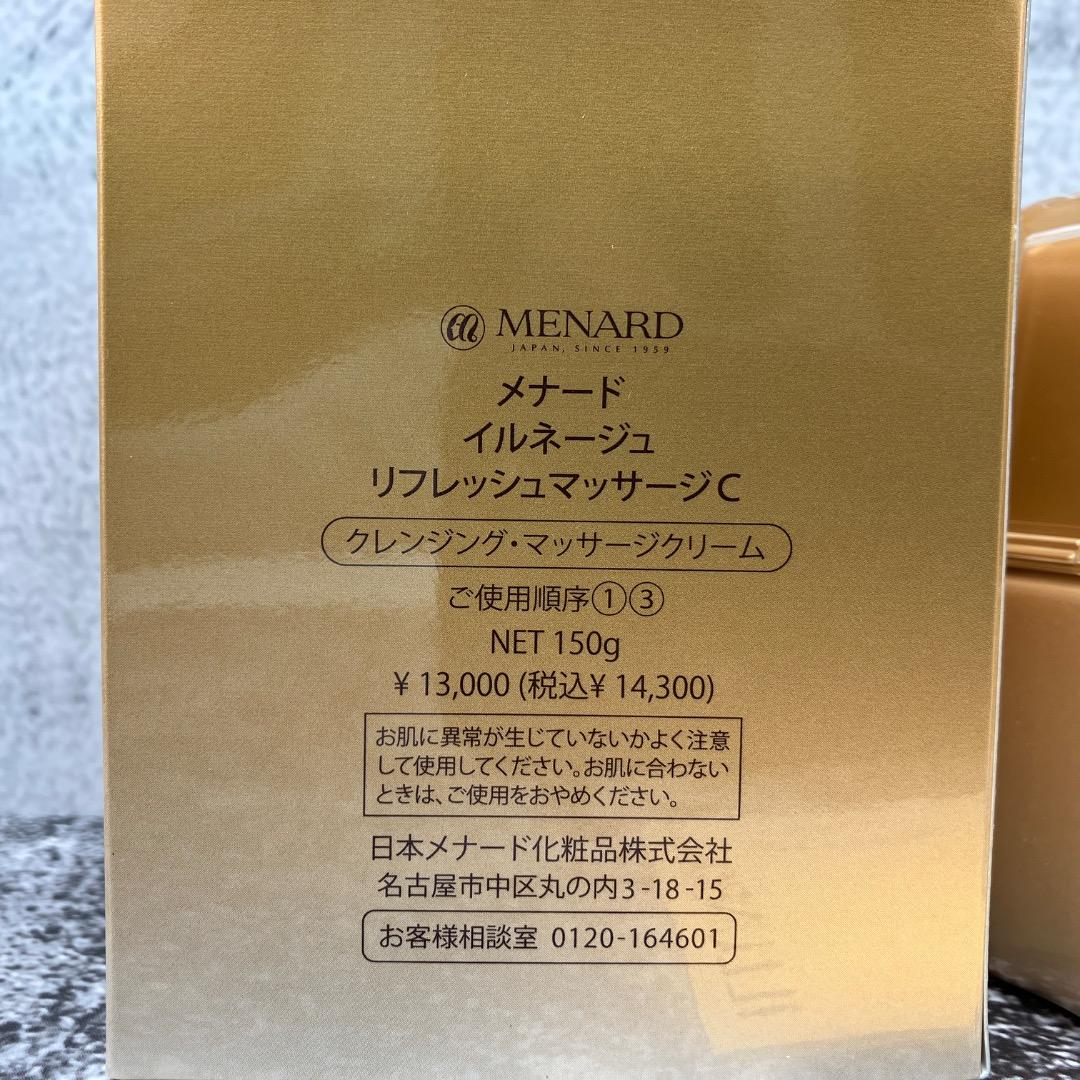 MENARD
JAPAN, SINCE 1959
メナード
イルネージュ
リフレッシュマッサージC
クレンジング・マッサージクリーム
ご使用順序①③
NET 150g
¥13,000 (税込¥14,300)
お肌に異常が生じていないかよく注意
して使用してください。お肌に合わない
ときは、ご使用をおやめください。
日本メナード化粧品株式会社
名古屋市中区丸の内3-18-15
お客様相談室 0120-164601